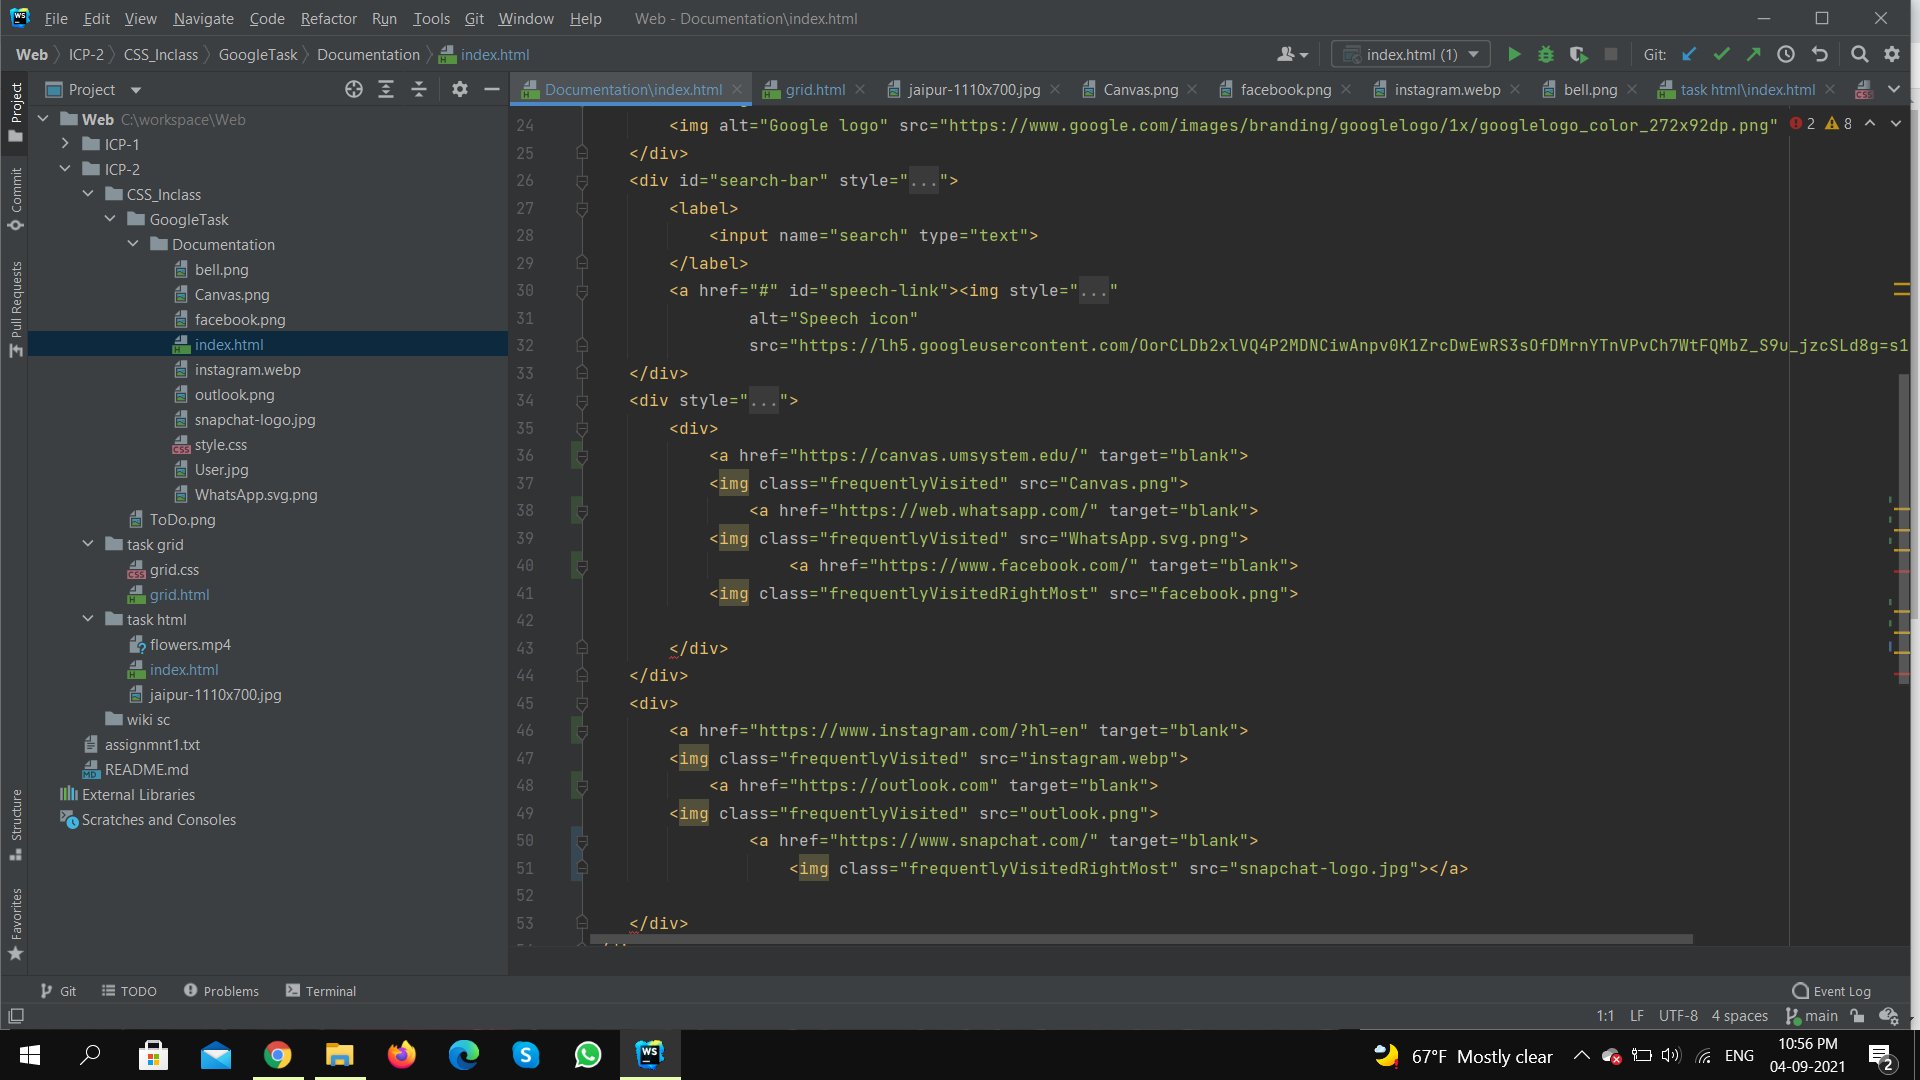 File Edit View Navigate Code Refactor Run Tools Git Window Help Web - Documentation\index.html
Web ICP-2 CSS_Inclass GoogleTask Documentation index.html index.html (1) Git:
Project Documentation\index.html grid.html jaipur-1110x700.jpg Canvas.png facebook.png instagram.webp bell.png task html\index.html
Project
Commit
Pull Requests
Structure
Favorites
Web C:\workspace\Web
ICP-1
ICP-2
CSS_Inclass
GoogleTask
Documentation
bell.png
Canvas.png
facebook.png
index.html
instagram.webp
outlook.png
snapchat-logo.jpg
style.css
User.jpg
WhatsApp.svg.png
ToDo.png
task grid
grid.css
grid.html
task html
flowers.mp4
index.html
jaipur-1110x700.jpg
wiki sc
assignmnt1.txt
README.md
External Libraries
Scratches and Consoles
24 <img alt="Google logo" src="https://www.google.com/images/branding/googlelogo/1x/googlelogo_color_272x92dp.png" 2 8
25 </div>
26 <div id="search-bar" style="...">
27 <label>
28 <input name="search" type="text">
29 </label>
30 <a href="#" id="speech-link"><img style="..."
31 alt="Speech icon"
32 src="https://lh5.googleusercontent.com/OorCLDb2xlVQ4P2MDNCiwAnpv0K1ZrcDwEwRS3sOfDMrnYTnVPvCh7WtFQMbZ_S9u_jzcSLd8g=s1
33 </div>
34 <div style="...">
35 <div>
36 <a href="https://canvas.umsystem.edu/" target="blank">
37 <img class="frequentlyVisited" src="Canvas.png">
38 <a href="https://web.whatsapp.com/" target="blank">
39 <img class="frequentlyVisited" src="WhatsApp.svg.png">
40 <a href="https://www.facebook.com/" target="blank">
41 <img class="frequentlyVisitedRightMost" src="facebook.png">
42
43 </div>
44 </div>
45 <div>
46 <a href="https://www.instagram.com/?hl=en" target="blank">
47 <img class="frequentlyVisited" src="instagram.webp">
48 <a href="https://outlook.com" target="blank">
49 <img class="frequentlyVisited" src="outlook.png">
50 <a href="https://www.snapchat.com/" target="blank">
51 <img class="frequentlyVisitedRightMost" src="snapchat-logo.jpg"></a>
52
53 </div>
Git TODO Problems Terminal Event Log
1:1 LF UTF-8 4 spaces main
67°F Mostly clear ENG 10:56 PM
04-09-2021 2